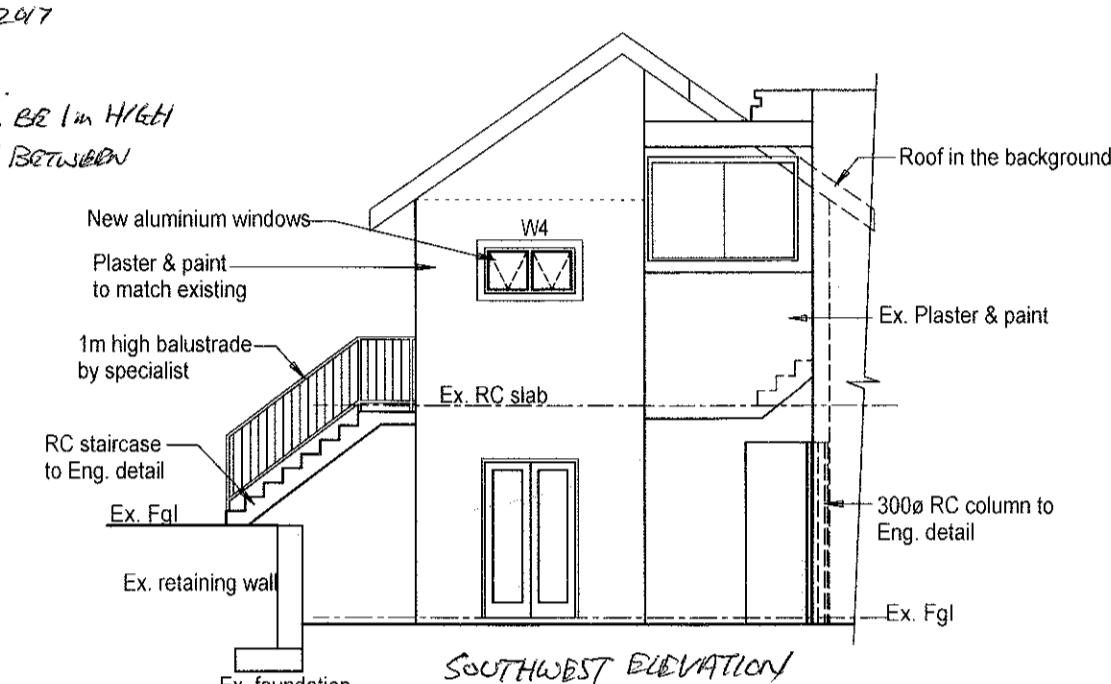 2017
BE 1m HIGH
BETWEEN
Roof in the background
New aluminium windows
W4
Plaster & paint
to match existing
Ex. Plaster & paint
1m high balustrade
by specialist
Ex. RC slab
RC staircase
to Eng. detail
Ex. Fgl
300ø RC column to
Eng. detail
Ex. retaining wall
Ex. Fgl
SOUTHWEST ELEVATION
Ex. foundation